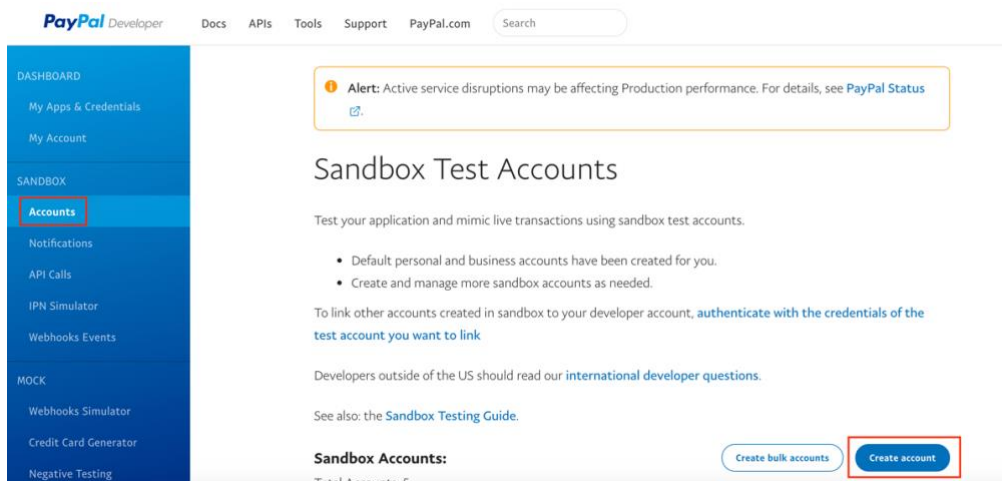 PayPal Developer
Docs APIs Tools Support PayPal.com Search
DASHBOARD
My Apps & Credentials
My Account
SANDBOX
Accounts
Notifications
API Calls
IPN Simulator
Webhooks Events
MOCK
Webhooks Simulator
Credit Card Generator
Negative Testing
Alert: Active service disruptions may be affecting Production performance. For details, see PayPal Status
.
Sandbox Test Accounts
Test your application and mimic live transactions using sandbox test accounts.
• Default personal and business accounts have been created for you.
• Create and manage more sandbox accounts as needed.
To link other accounts created in sandbox to your developer account, authenticate with the credentials of the
test account you want to link
Developers outside of the US should read our international developer questions.
See also: the Sandbox Testing Guide.
Sandbox Accounts: Create bulk accounts Create account
Total Accounts: 5